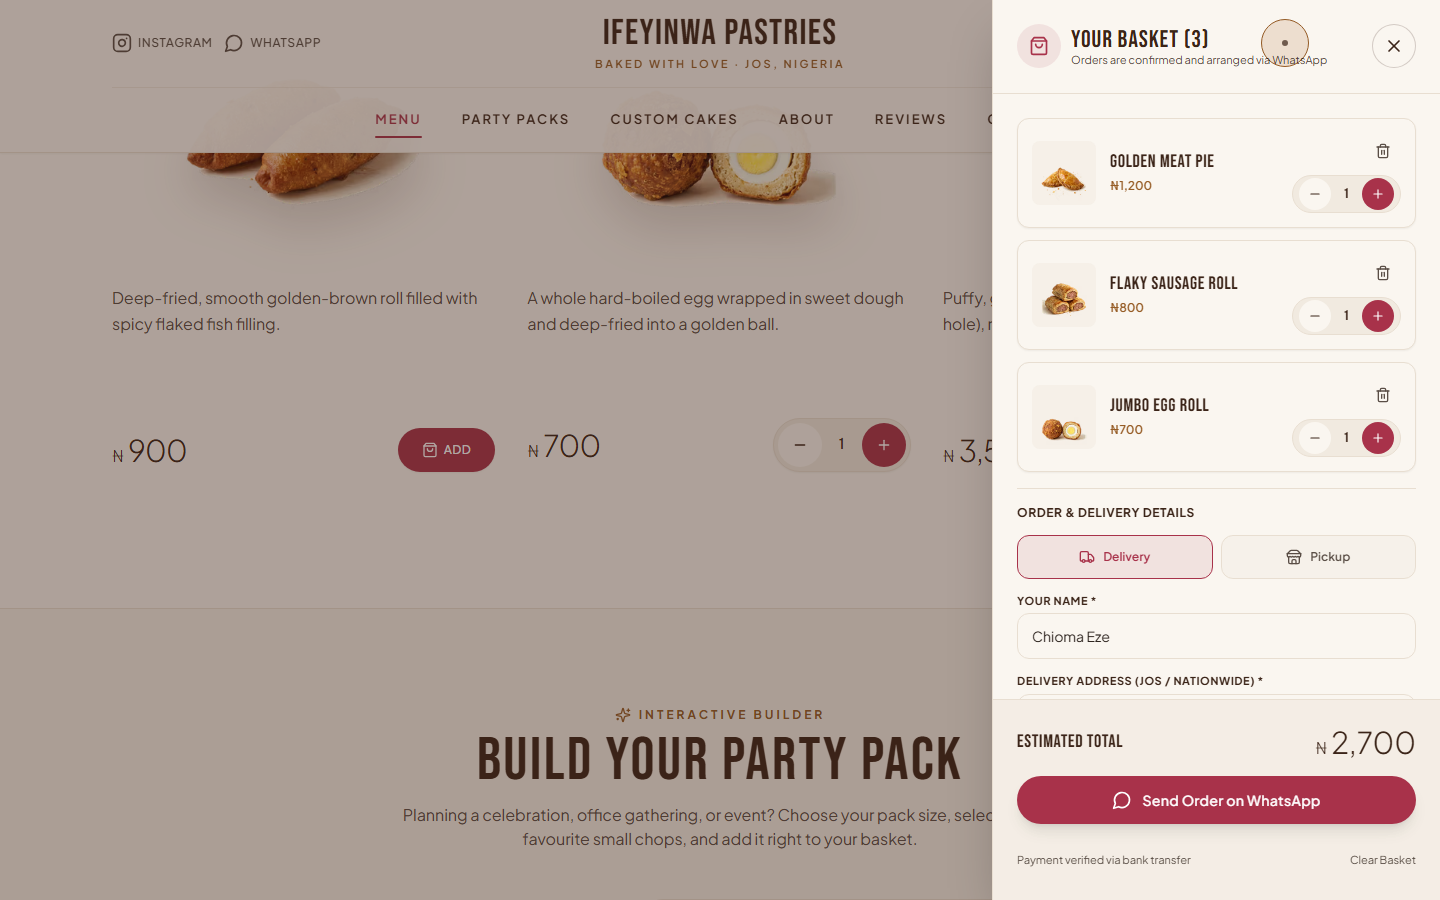 INSTAGRAM
WHATSAPP
IFEYINWA PASTRIES
BAKED WITH LOVE · JOS, NIGERIA
MENU
PARTY PACKS
CUSTOM CAKES
ABOUT
REVIEWS
Deep-fried, smooth golden-brown roll filled with
spicy flaked fish filling.
₦ 900
ADD
A whole hard-boiled egg wrapped in sweet dough
and deep-fried into a golden ball.
₦ 700
1
INTERACTIVE BUILDER
BUILD YOUR PARTY PACK
Planning a celebration, office gathering, or event? Choose your pack size,
favourite small chops, and add it right to your basket.
YOUR BASKET (3)
Orders are confirmed and arranged via WhatsApp
GOLDEN MEAT PIE
₦1,200
1
FLAKY SAUSAGE ROLL
₦800
1
JUMBO EGG ROLL
₦700
1
ORDER & DELIVERY DETAILS
Delivery
Pickup
YOUR NAME *
Chioma Eze
DELIVERY ADDRESS (JOS / NATIONWIDE) *
ESTIMATED TOTAL
₦ 2,700
Send Order on WhatsApp
Payment verified via bank transfer
Clear Basket